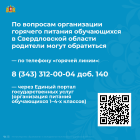 По вопросам организации
горячего питания обучающихся
в Свердловской области
родители могут обратиться
— по телефону «горячей линии»:
8 (343) 312-00-04 доб. 140
— через Единый портал
государственных услуг
(организация питания
обучающихся 1–4-х классов)